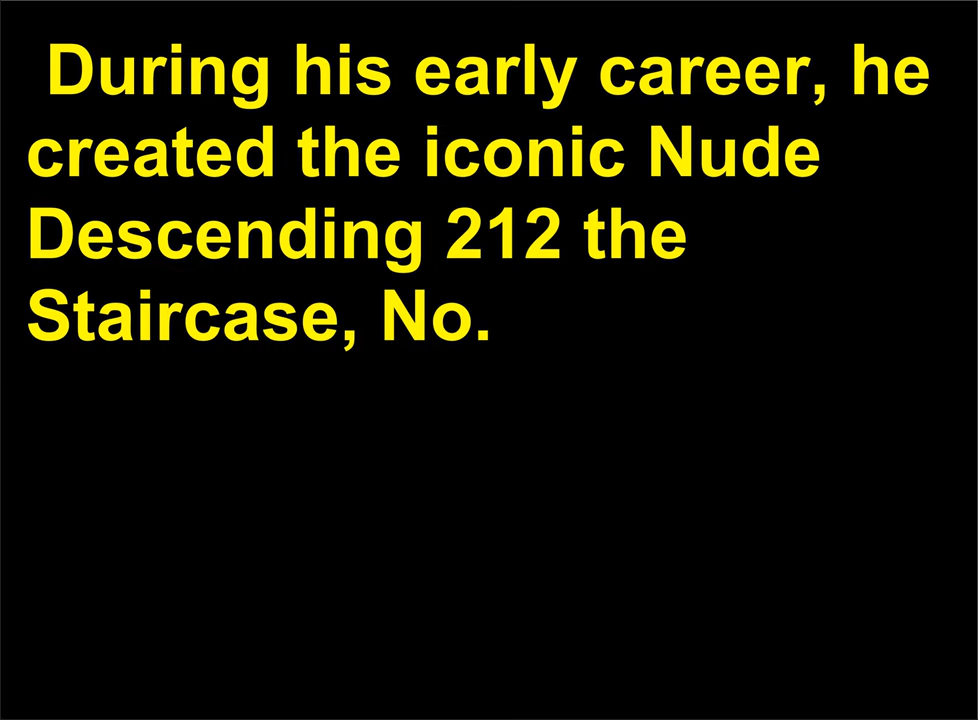 During his early career, he
created the iconic Nude
Descending 212 the
Staircase, No.